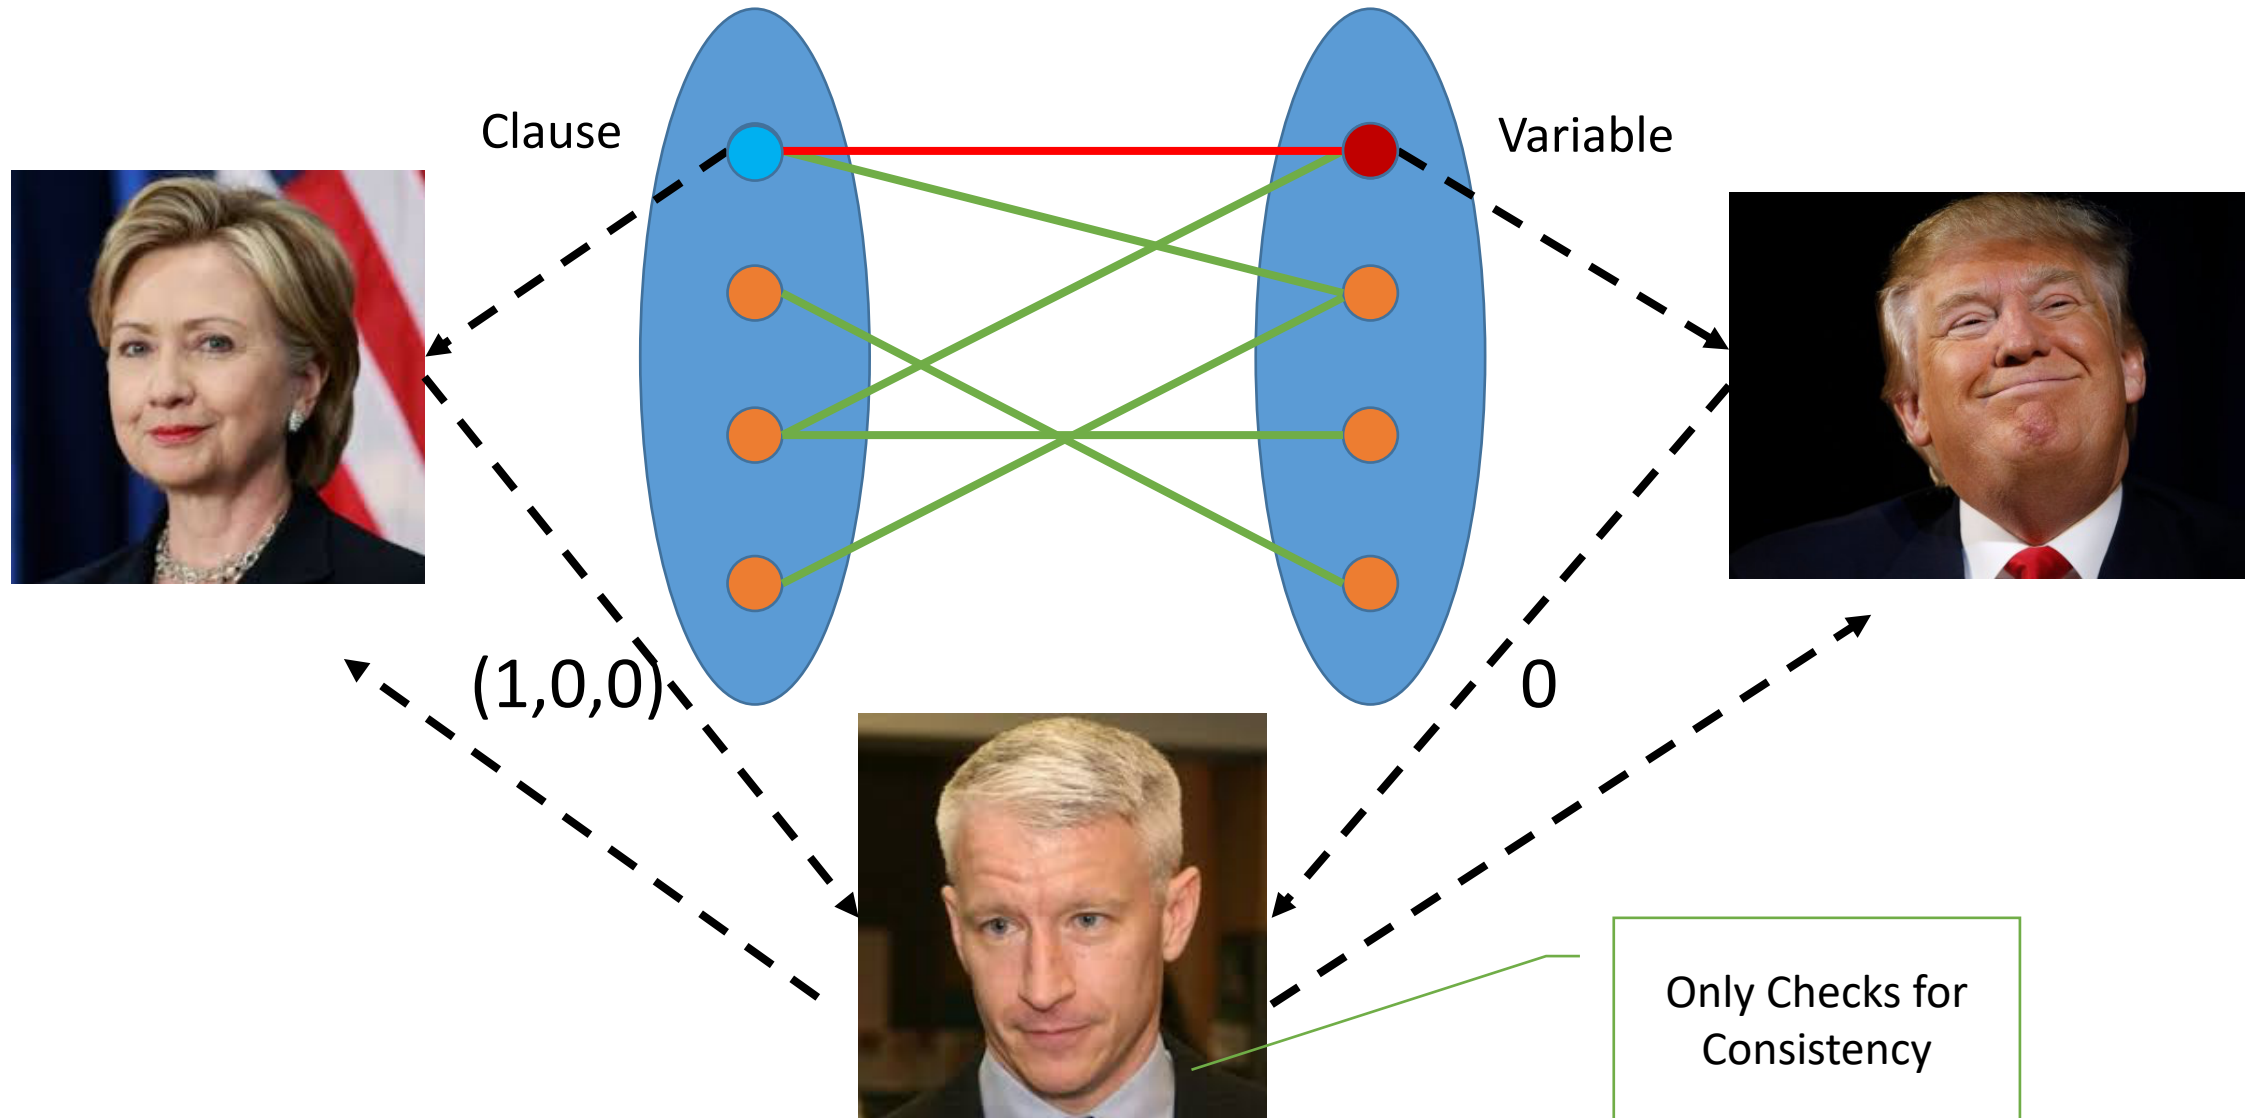 Clause
Variable
(1,0,0)
0
Only Checks for
Consistency